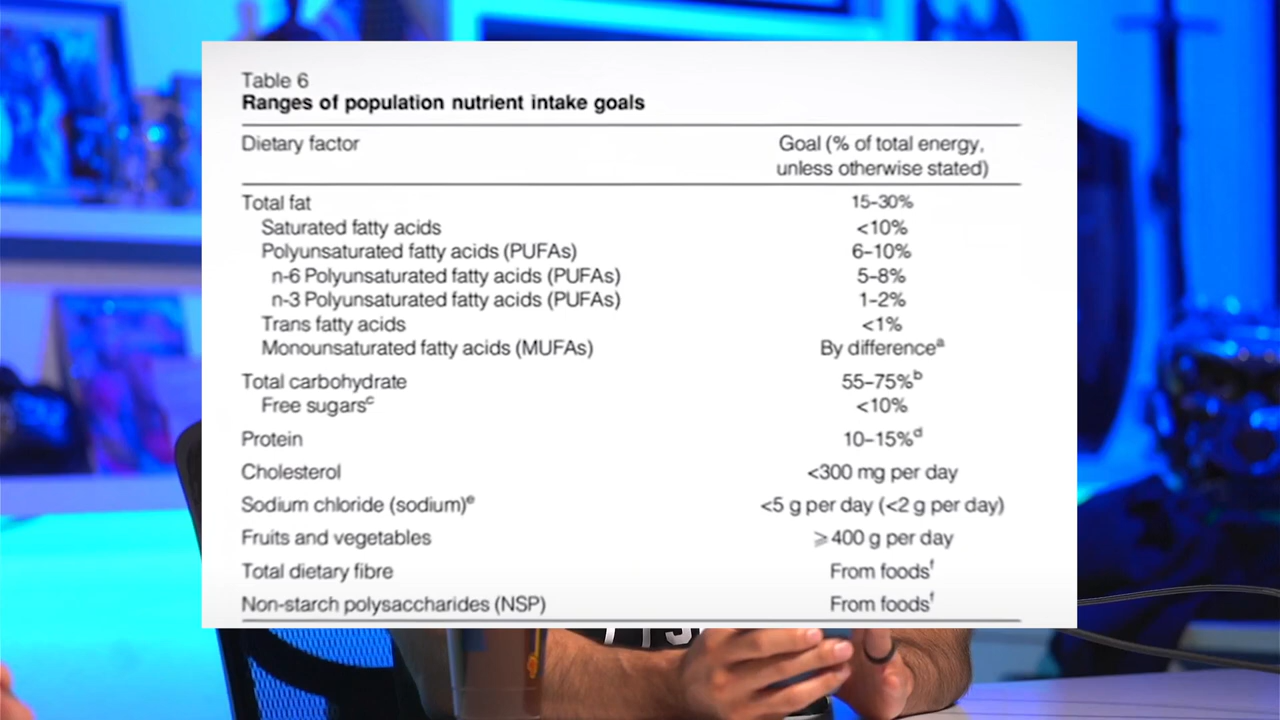 Table 6
Ranges of population nutrient intake goals
Dietary factor Goal (% of total energy,
unless otherwise stated)
Total fat 15–30%
Saturated fatty acids <10%
Polyunsaturated fatty acids (PUFAs) 6–10%
n-6 Polyunsaturated fatty acids (PUFAs) 5–8%
n-3 Polyunsaturated fatty acids (PUFAs) 1–2%
Trans fatty acids <1%
Monounsaturated fatty acids (MUFAs) By differenceᵃ
Total carbohydrate 55–75%ᵇ
Free sugarsᶜ <10%
Protein 10–15%ᵈ
Cholesterol <300 mg per day
Sodium chloride (sodium)ᵉ <5 g per day (<2 g per day)
Fruits and vegetables ⩾400 g per day
Total dietary fibre From foodsᶠ
Non-starch polysaccharides (NSP) From foodsᶠ